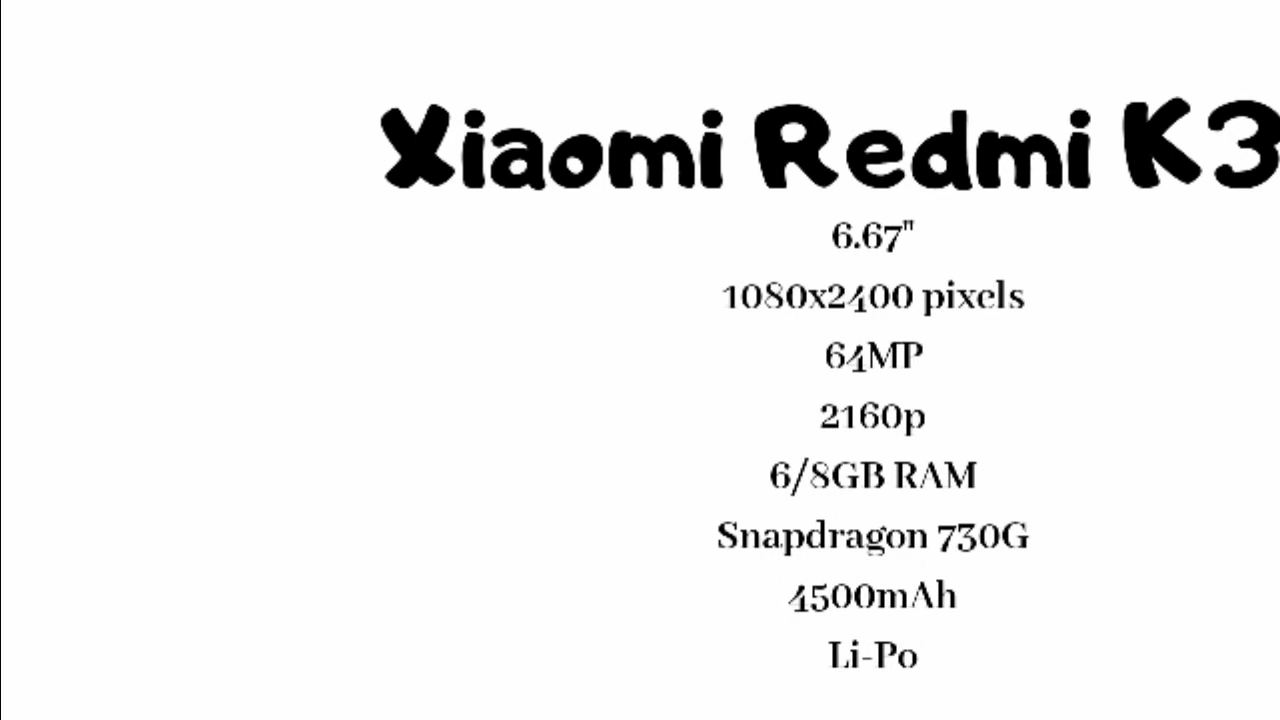 Xiaomi Redmi K3
6.67"
1080x2400 pixels
64MP
2160p
6/8GB RAM
Snapdragon 730G
4500mAh
Li-Po